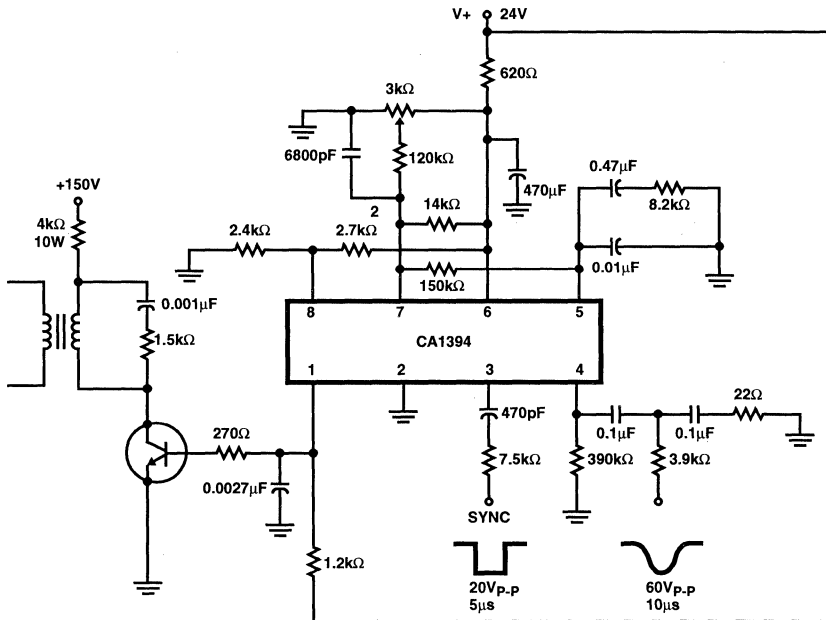 V+ 24V
620Ω
3kΩ
6800pF
120kΩ
470μF
0.47μF
8.2kΩ
+150V
4kΩ
10W
2
14kΩ
2.4kΩ
2.7kΩ
0.01μF
150kΩ
0.001μF
1.5kΩ
8 7 6 5
CA1394
1 2 3 4
470pF
22Ω
0.1μF
0.1μF
270Ω
7.5kΩ
390kΩ
3.9kΩ
0.0027μF
SYNC
1.2kΩ
20VP-P
5μs
60VP-P
10μs